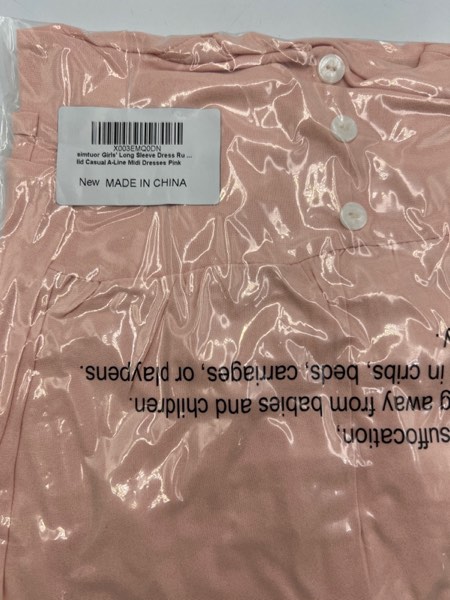 X003EMQ0DN
simtuor Girls' Long Sleeve Dress Ru ...
lid Casual A-Line Midi Dresses Pink
New MADE IN CHINA
suffocation,
g away from babies and children.
in cribs, beds, carriages, or playpens.
y.